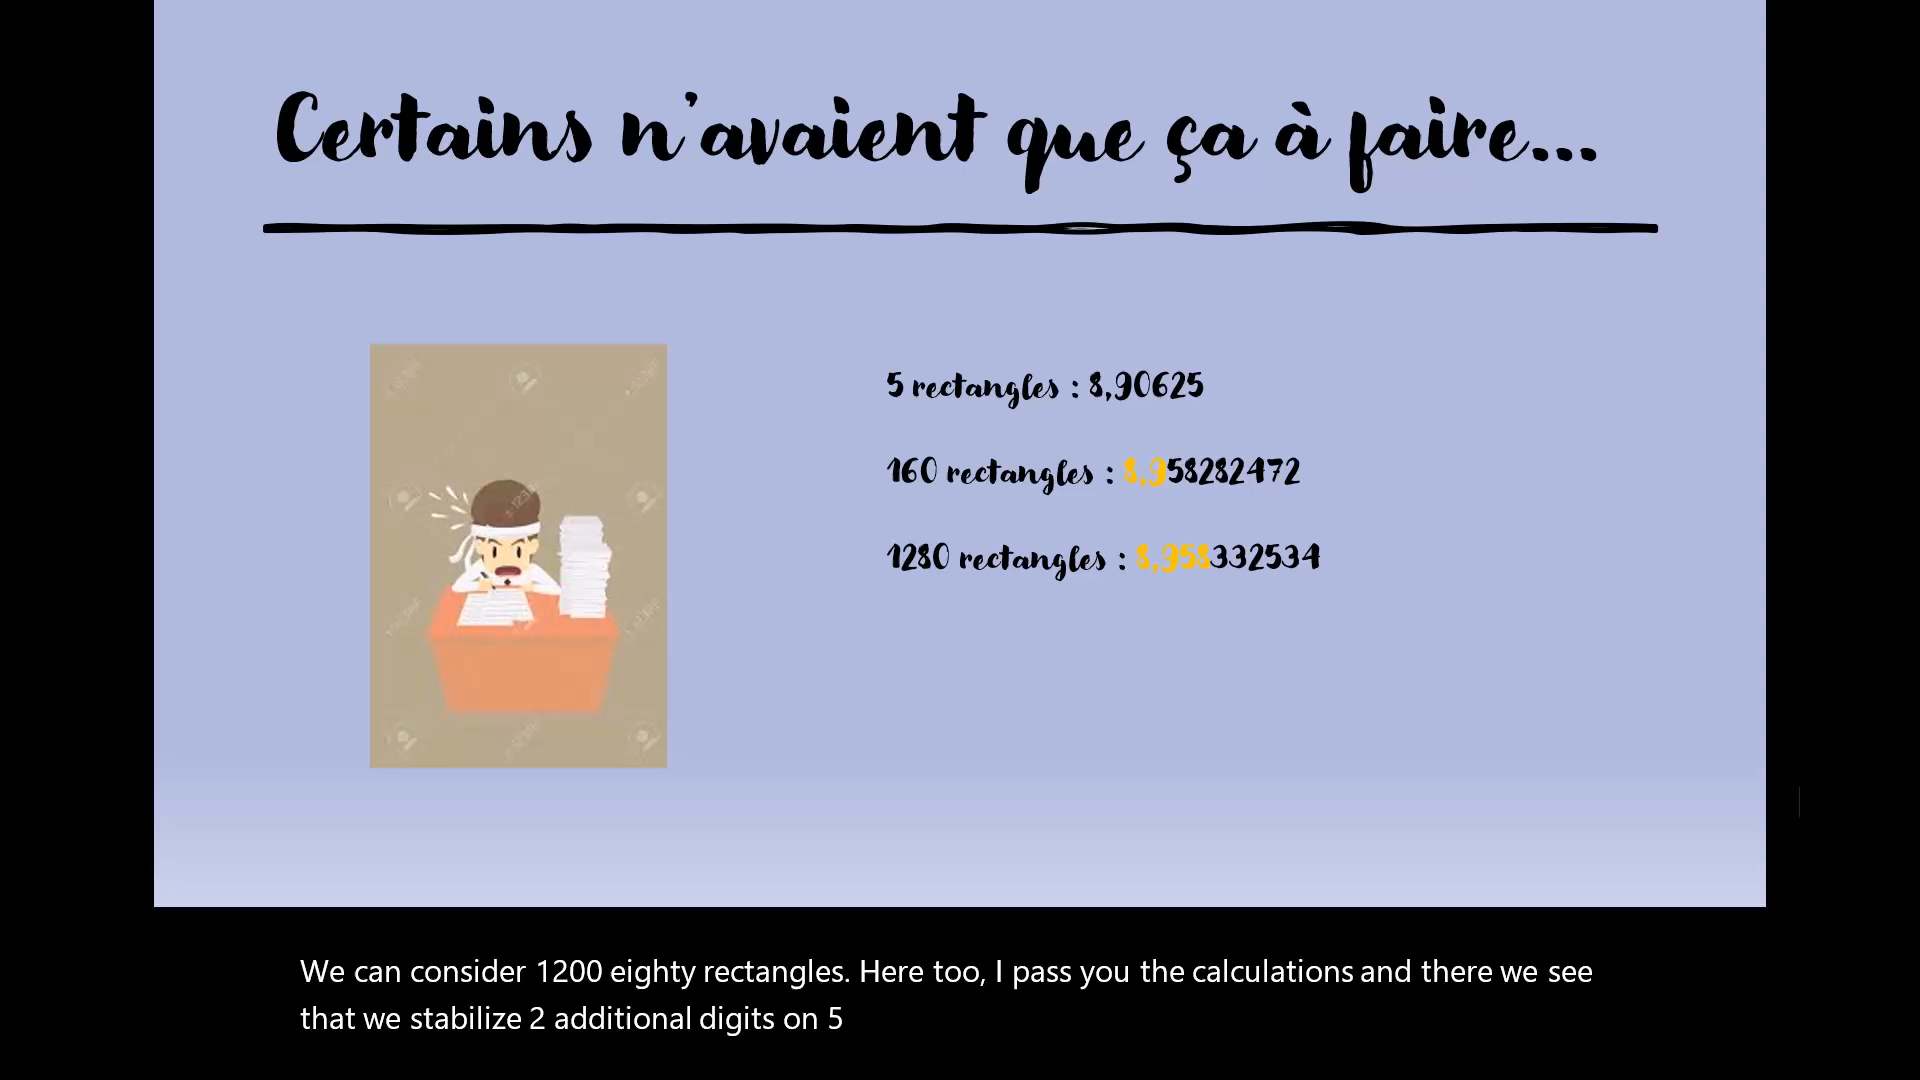 Certains n'avaient que ça à faire...
5 rectangles : 8,90625
160 rectangles : 8,958282472
1280 rectangles : 8,958332534
We can consider 1200 eighty rectangles. Here too, I pass you the calculations and there we see
that we stabilize 2 additional digits on 5